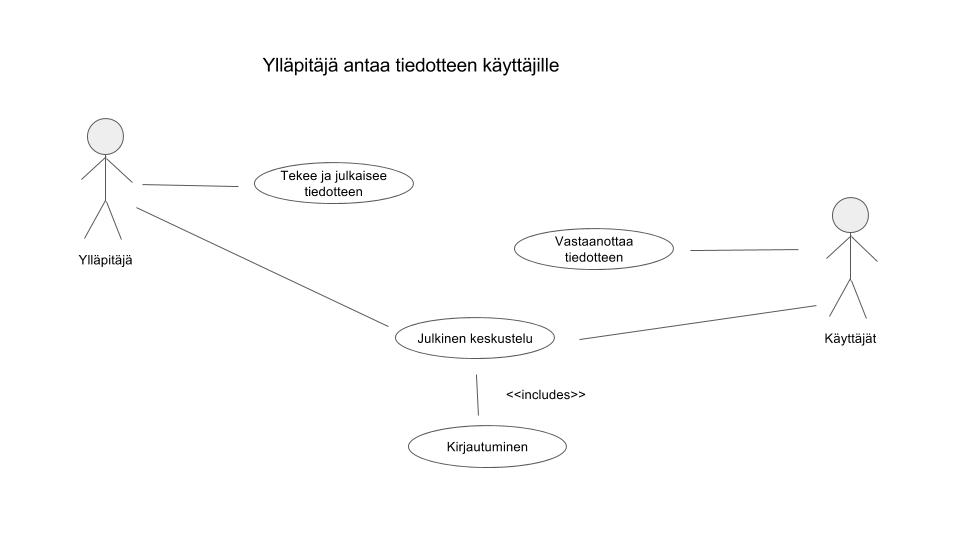 Ylläpitäjä antaa tiedotteen käyttäjille
Tekee ja julkaisee
tiedotteen
Ylläpitäjä
Vastaanottaa
tiedotteen
Käyttäjät
Julkinen keskustelu
<<includes>>
Kirjautuminen